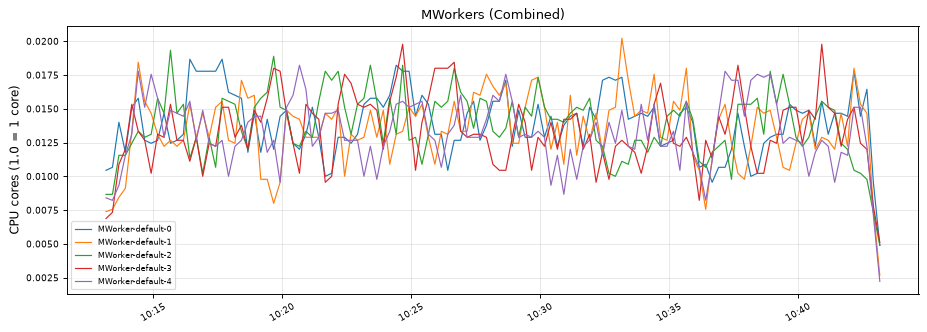 MWorkers (Combined)
CPU cores (1.0 = 1 core)
0.0200
0.0175
0.0150
0.0125
0.0100
0.0075
0.0050
0.0025
MWorker-default-0
MWorker-default-1
MWorker-default-2
MWorker-default-3
MWorker-default-4
10:15
10:20
10:25
10:30
10:35
10:40